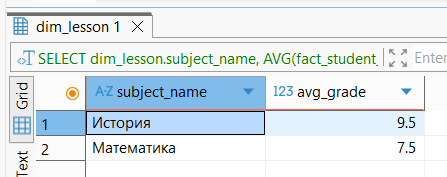 dim_lesson 1
SELECT dim_lesson.subject_name, AVG(fact_student_ Enter
Grid
Text
A-Z subject_name 123 avg_grade
1 История 9.5
2 Математика 7.5